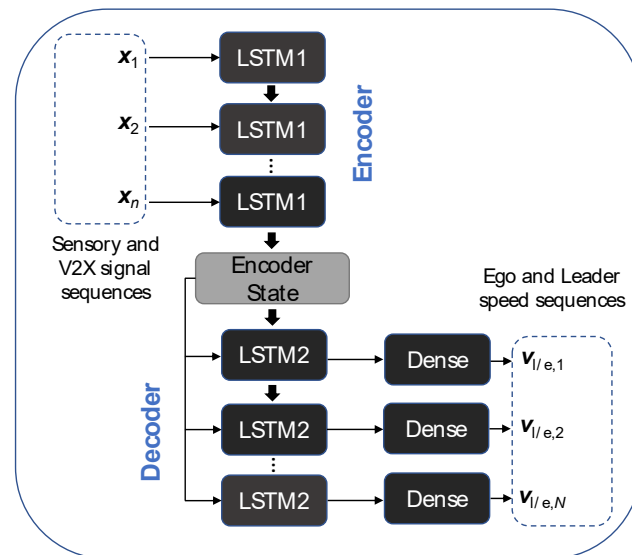 x1
LSTM1
x2
LSTM1
xn
LSTM1
Encoder
Sensory and
V2X signal
sequences
Encoder
State
Ego and Leader
speed sequences
LSTM2
Dense
vl/e,1
LSTM2
Dense
vl/e,2
LSTM2
Dense
vl/e,N
Decoder